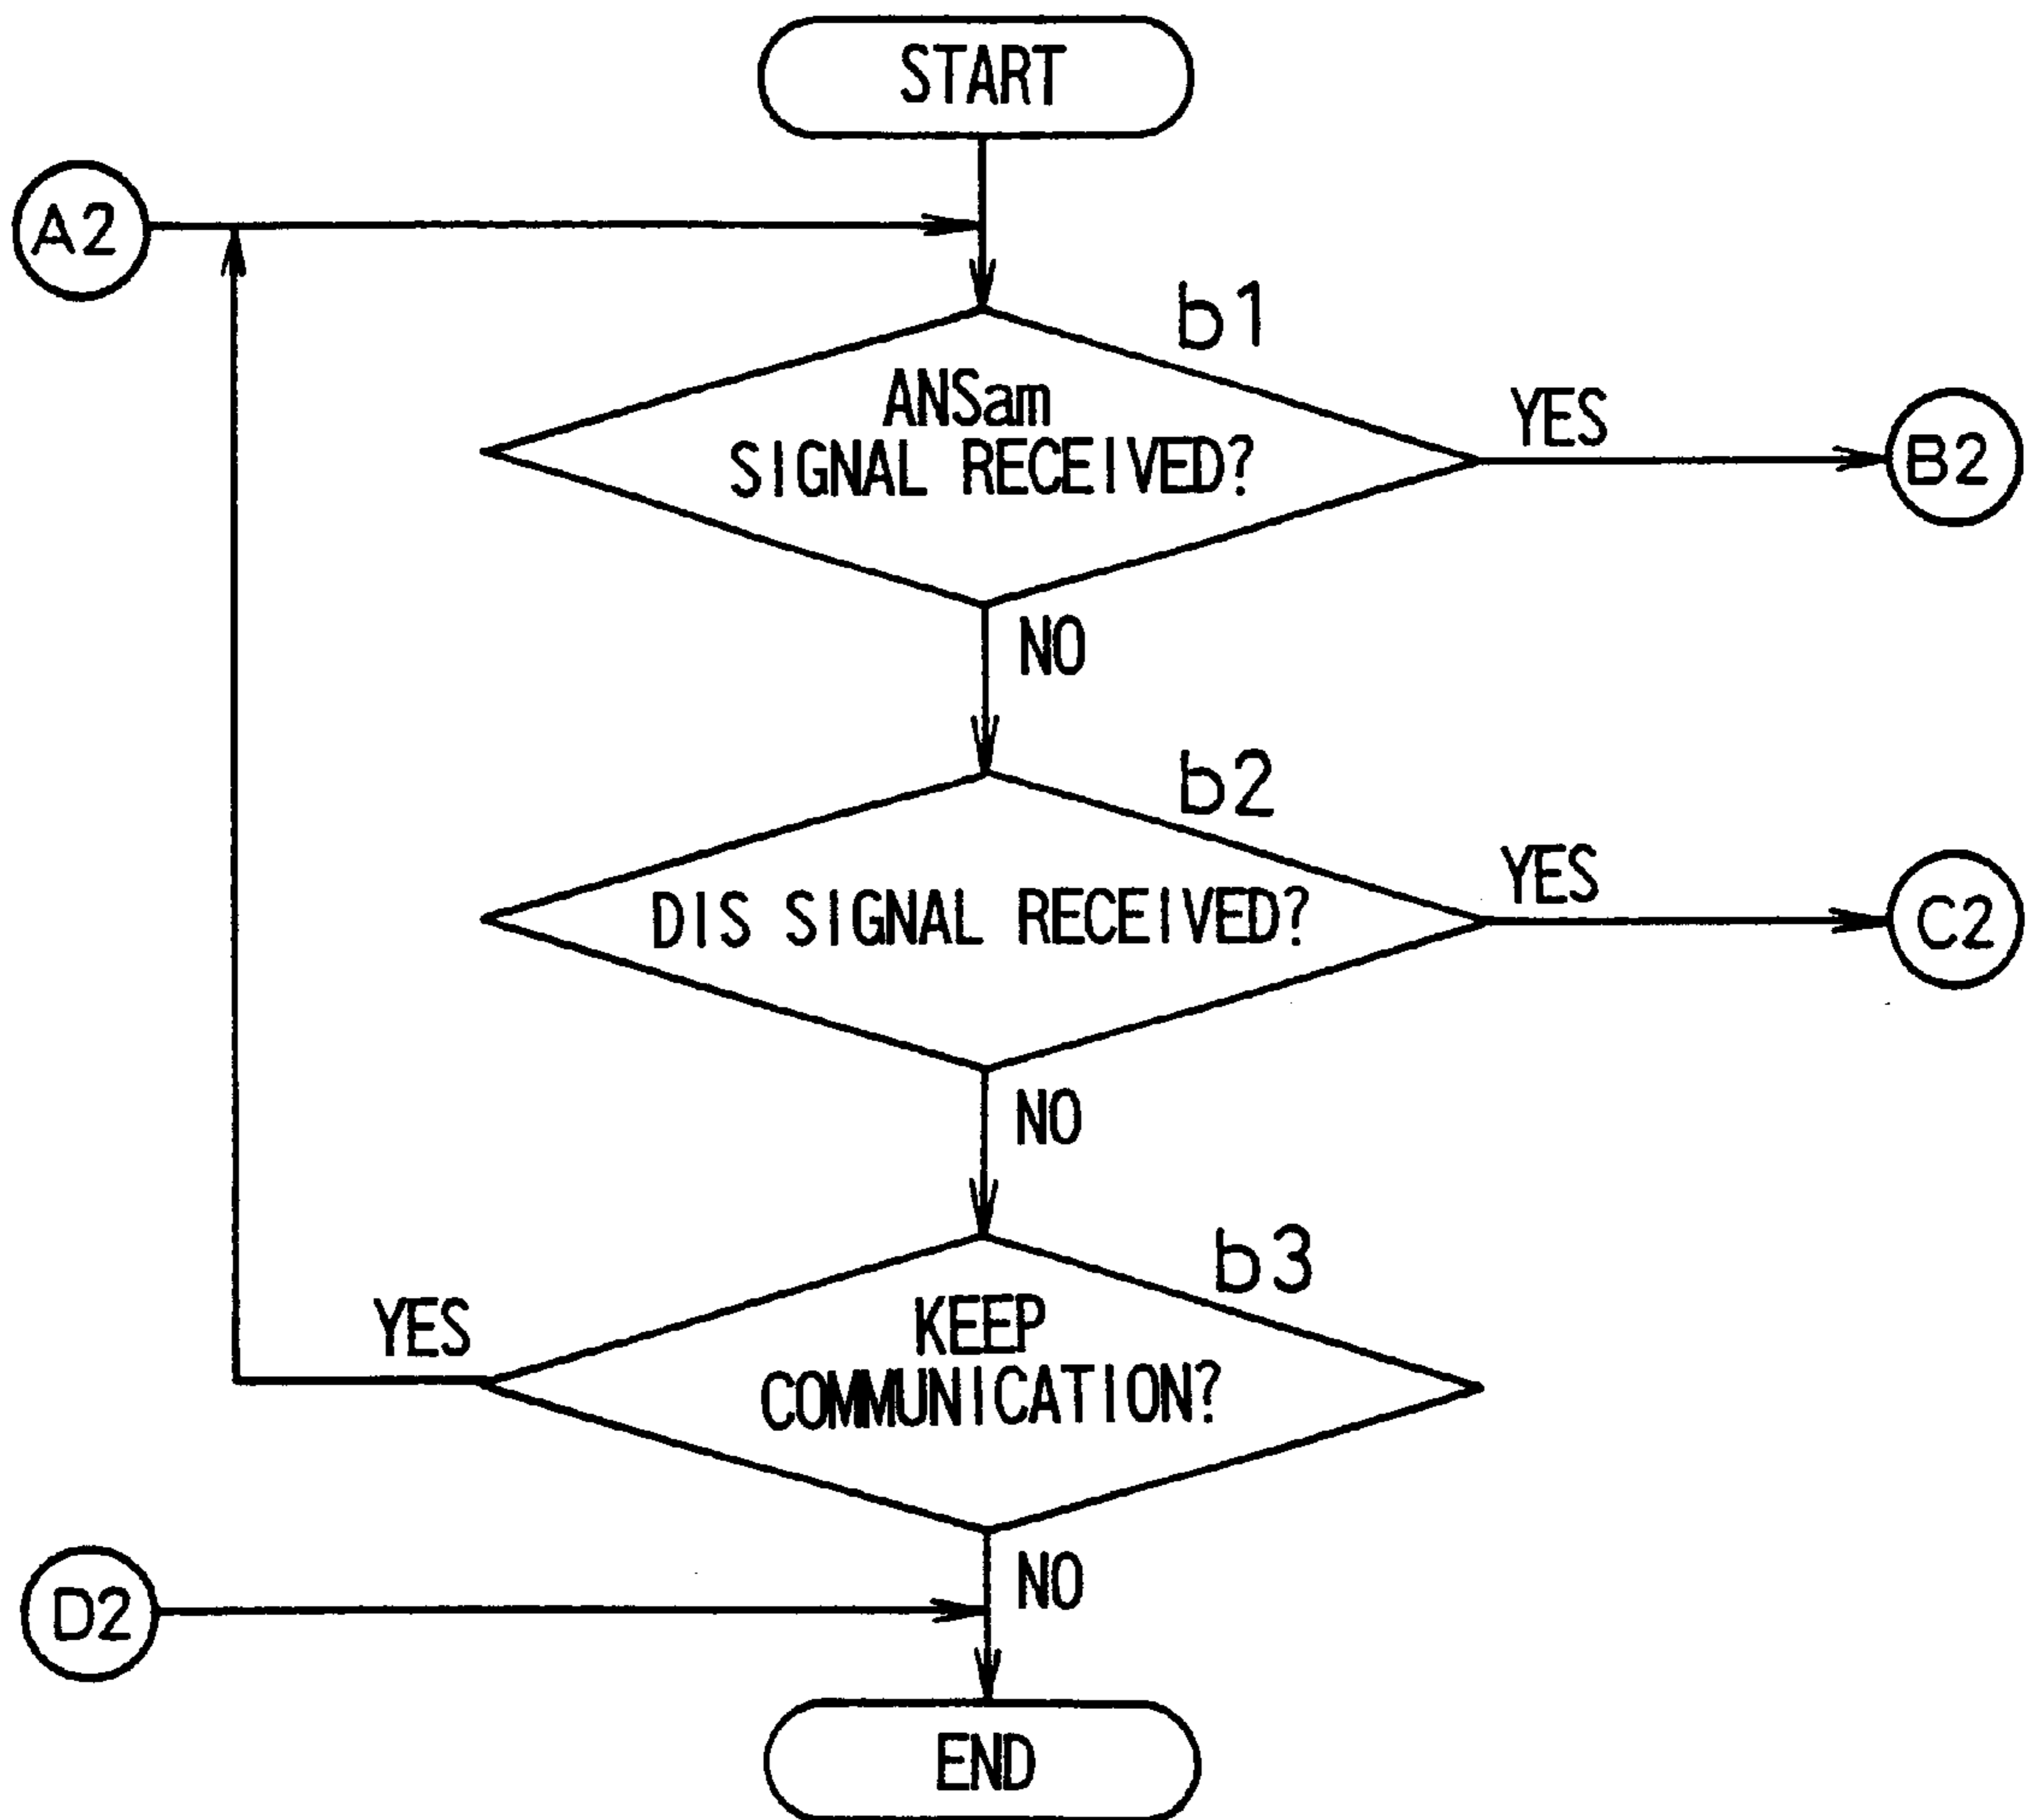 START
A2
b1
ANSam
SIGNAL RECEIVED?
YES
B2
NO
b2
DIS SIGNAL RECEIVED?
YES
C2
NO
b3
KEEP
COMMUNICATION?
YES
NO
D2
END